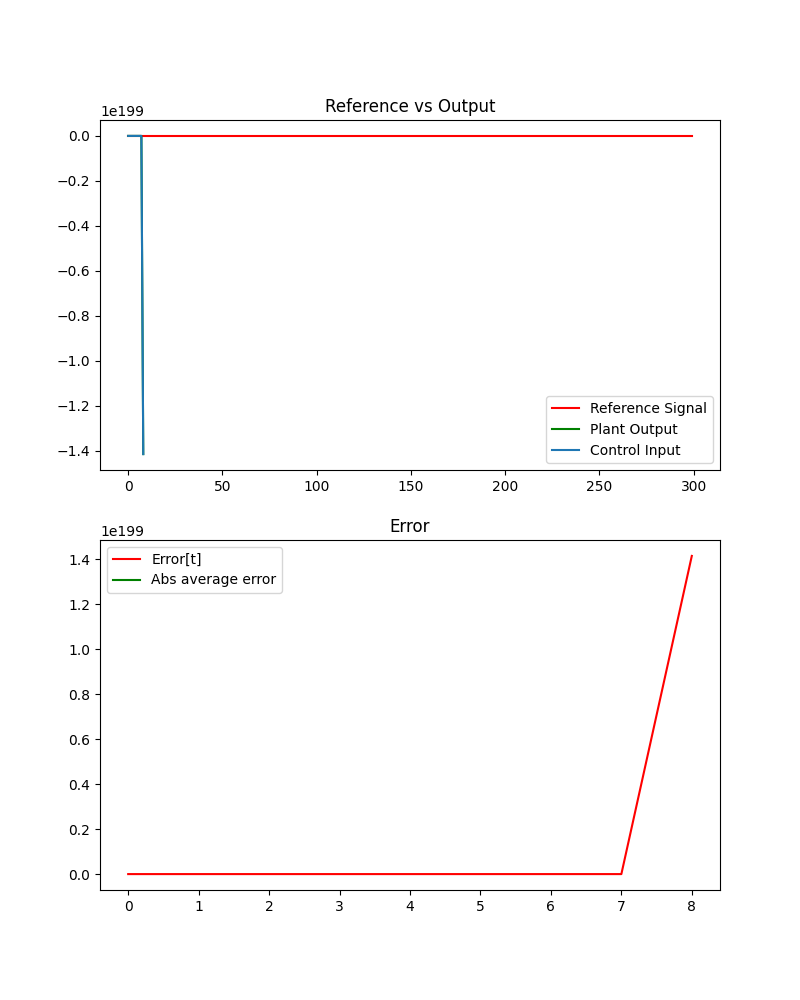 Reference vs Output
1e199
0.0
−0.2
−0.4
−0.6
−0.8
−1.0
−1.2
−1.4
Reference Signal
Plant Output
Control Input
0 50 100 150 200 250 300
Error
1e199
Error[t]
Abs average error
1.4
1.2
1.0
0.8
0.6
0.4
0.2
0.0
0 1 2 3 4 5 6 7 8